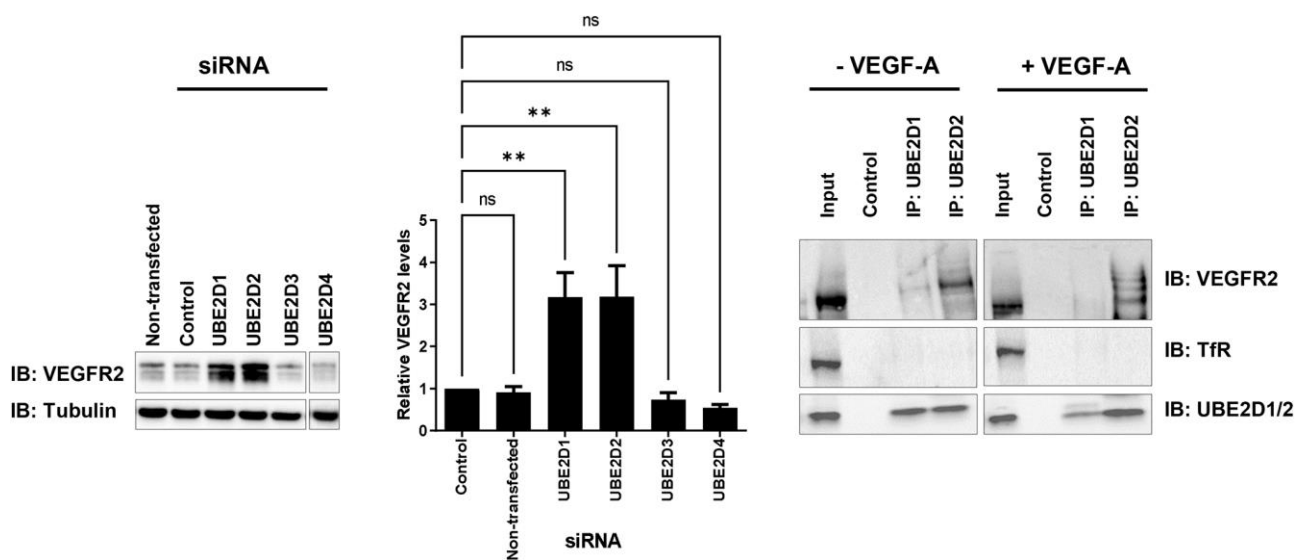 siRNA
Non-transfected
Control
UBE2D1
UBE2D2
UBE2D3
UBE2D4
IB: VEGFR2
IB: Tubulin
ns
ns
**
**
ns
Relative VEGFR2 levels
5
4
3
2
1
0
Control
Non-transfected
UBE2D1
UBE2D2
UBE2D3
UBE2D4
siRNA
- VEGF-A
+ VEGF-A
Input
Control
IP: UBE2D1
IP: UBE2D2
Input
Control
IP: UBE2D1
IP: UBE2D2
IB: VEGFR2
IB: TfR
IB: UBE2D1/2